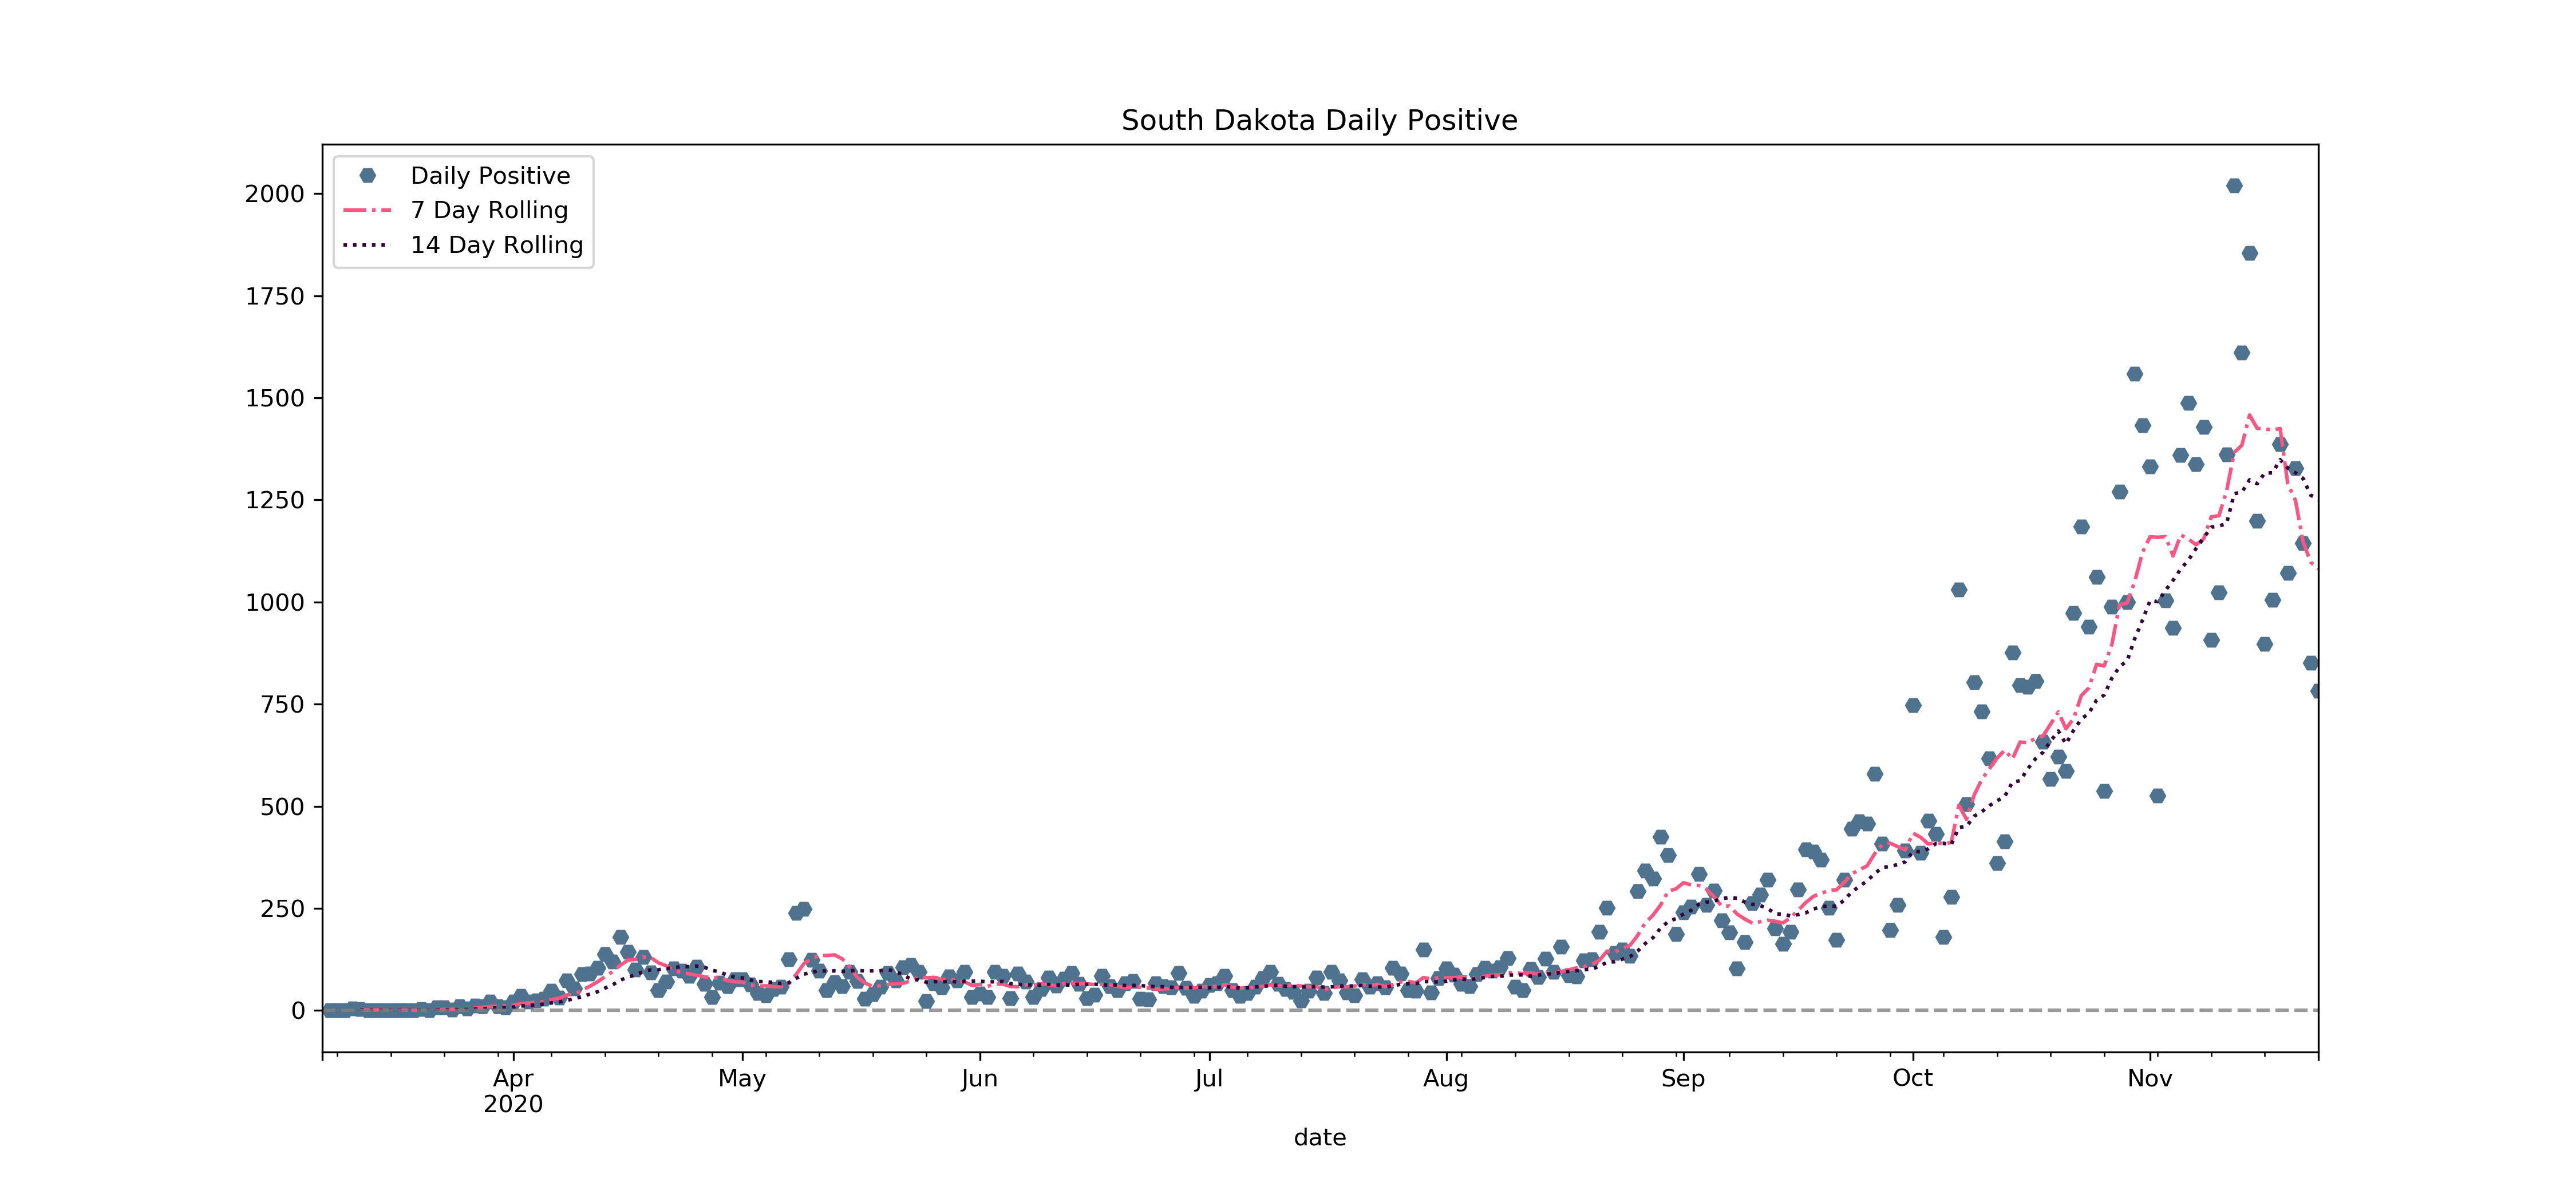 South Dakota Daily Positive
Daily Positive
7 Day Rolling
14 Day Rolling
2000
1750
1500
1250
1000
750
500
250
0
Apr May Jun Jul Aug Sep Oct Nov
2020
date